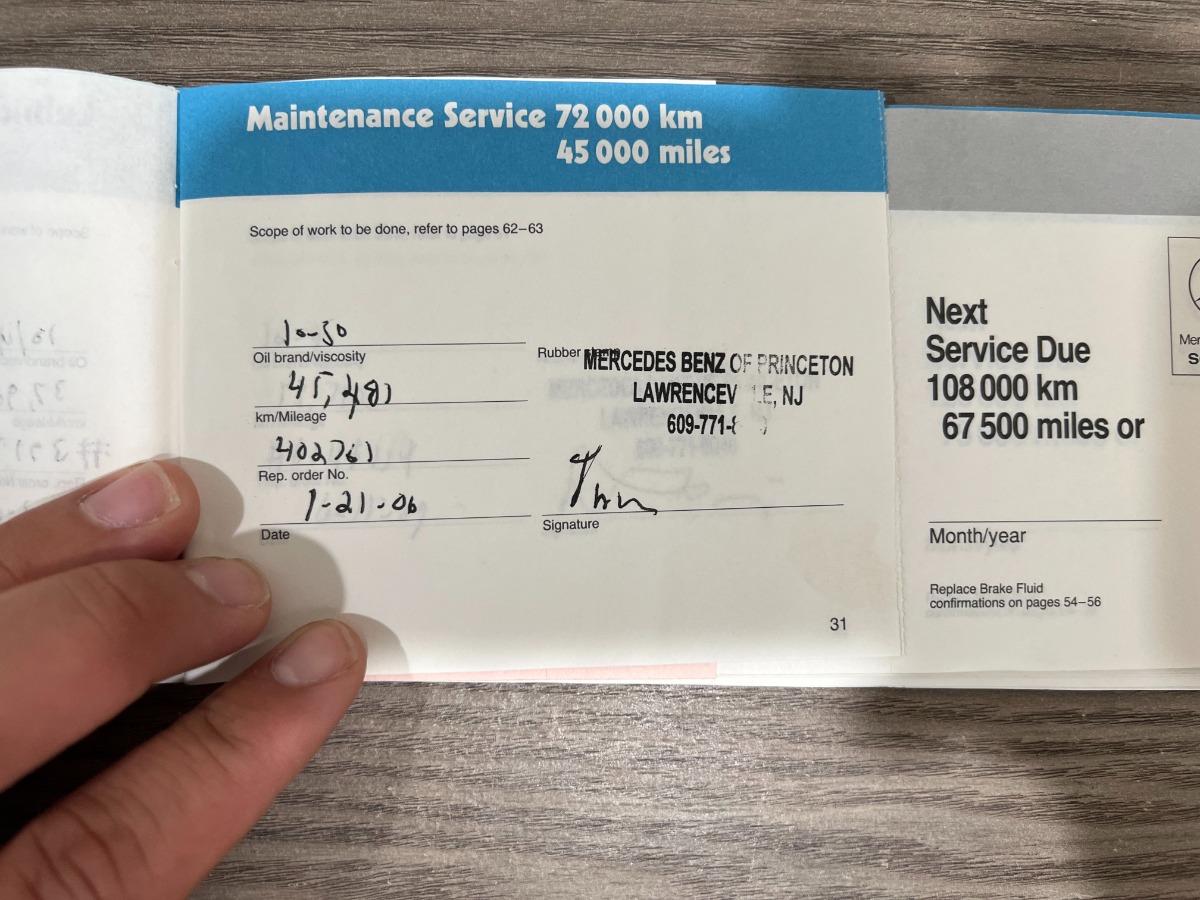 Maintenance Service 72 000 km
45 000 miles
Scope of work to be done, refer to pages 62–63
10-30
Oil brand/viscosity
45,481
km/Mileage
402761
Rep. order No.
1-21-06
Date
Rubber
MERCEDES BENZ OF PRINCETON
LAWRENCEV LE, NJ
609-771-
Signature
31
Next
Service Due
108 000 km
67 500 miles or
Month/year
Replace Brake Fluid
confirmations on pages 54–56
Mer
S